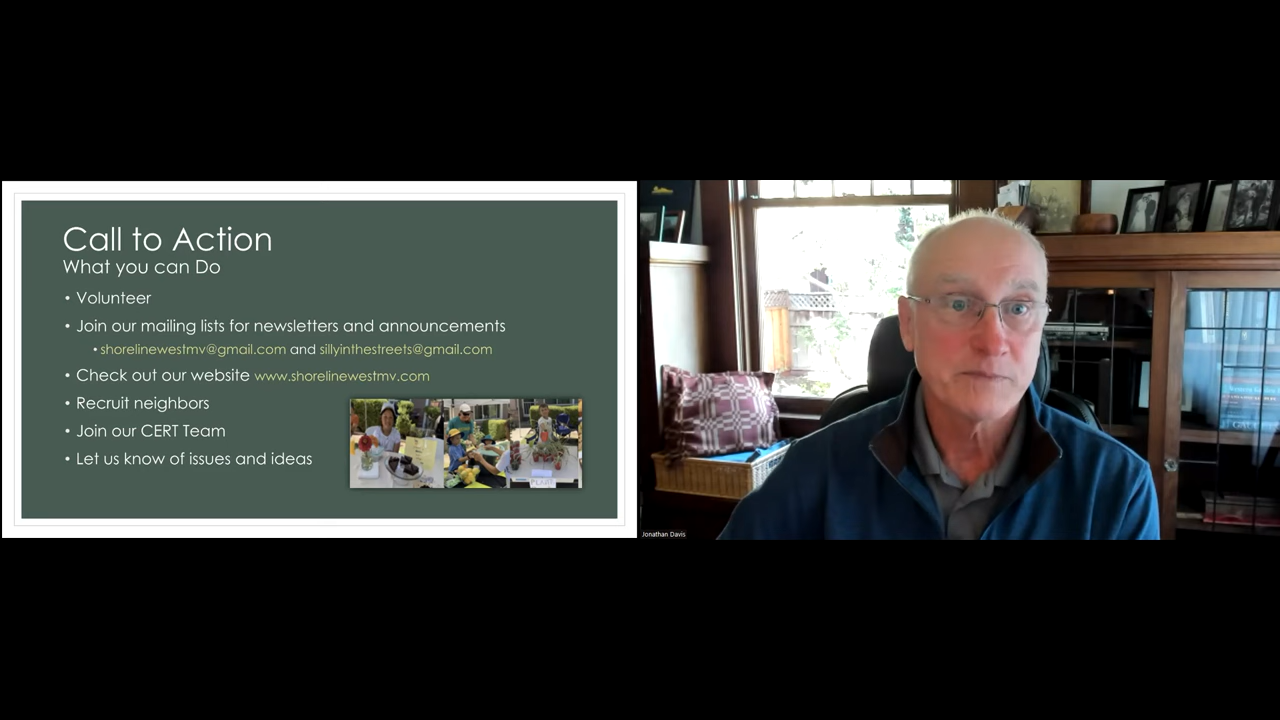 Call to Action
What you can Do
• Volunteer
• Join our mailing lists for newsletters and announcements
• shorelinewestmv@gmail.com and sillyinthestreets@gmail.com
• Check out our website www.shorelinewestmv.com
• Recruit neighbors
• Join our CERT Team
• Let us know of issues and ideas
Jonathan Davis